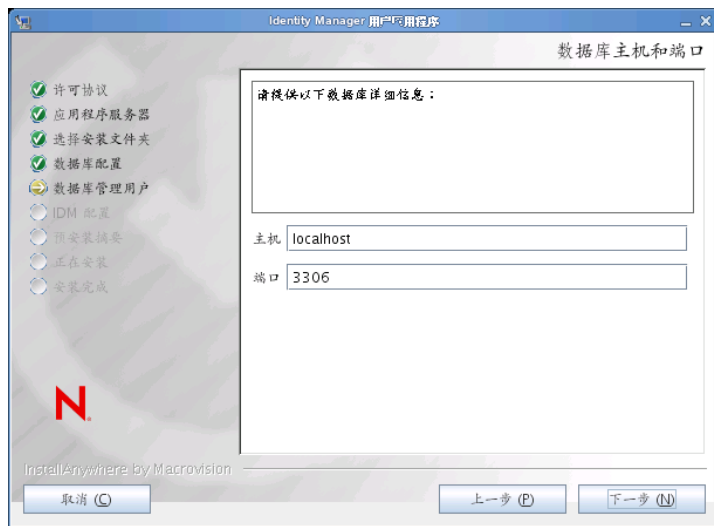 Identity Manager 用户应用程序
数据库主机和端口
许可协议
应用程序服务器
选择安装文件夹
数据库配置
数据库管理用户
IDM 配置
预安装摘要
正在安装
安装完成
请提供以下数据库详细信息：
主机 localhost
端口 3306
N
InstallAnywhere by Macrovision
取消 (C)
上一步 (P)
下一步 (N)